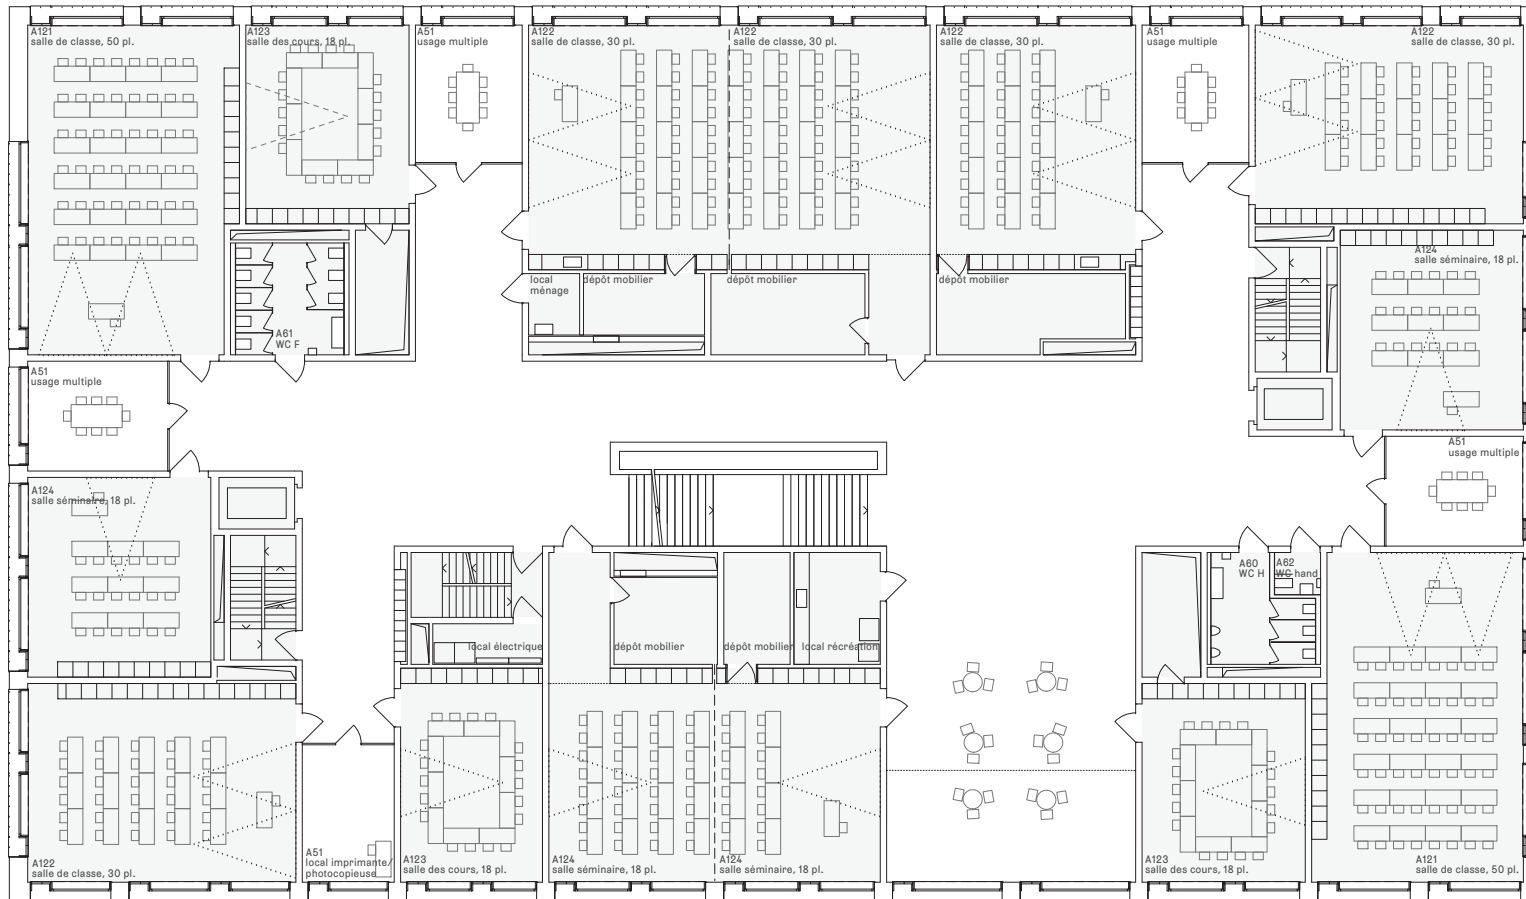 A121
salle de classe, 50 pl.
A123
salle des cours, 18 pl.
A51
usage multiple
A122
salle de classe, 30 pl.
A122
salle de classe, 30 pl.
A122
salle de classe, 30 pl.
A51
usage multiple
A122
salle de classe, 30 pl.
A124
salle séminaire, 18 pl.
local
ménage
dépôt mobilier
dépôt mobilier
dépôt mobilier
A61
WC F
A51
usage multiple
A51
usage multiple
A124
salle séminaire, 18 pl.
A60
WC H
A62
WC hand
local électrique
dépôt mobilier
dépôt mobilier
local récréation
A122
salle de classe, 30 pl.
A51
local imprimante/
photocopieuse
A123
salle des cours, 18 pl.
A124
salle séminaire, 18 pl.
A124
salle séminaire, 18 pl.
A123
salle des cours, 18 pl.
A121
salle de classe, 50 pl.